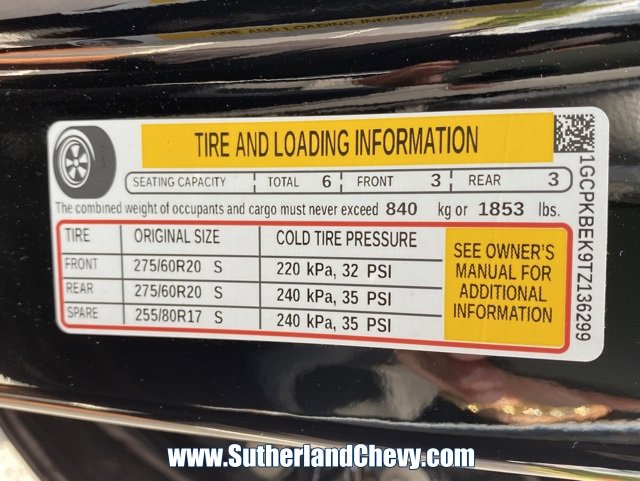 TIRE AND LOADING INFORMATION
SEATING CAPACITY TOTAL 6 FRONT 3 REAR 3
The combined weight of occupants and cargo must never exceed 840 kg or 1853 lbs.
TIRE ORIGINAL SIZE COLD TIRE PRESSURE
FRONT 275/60R20 S 220 kPa, 32 PSI
REAR 275/60R20 S 240 kPa, 35 PSI
SPARE 255/80R17 S 240 kPa, 35 PSI
SEE OWNER'S
MANUAL FOR
ADDITIONAL
INFORMATION
1GCPKBEK9TZ136299
www.SutherlandChevy.com